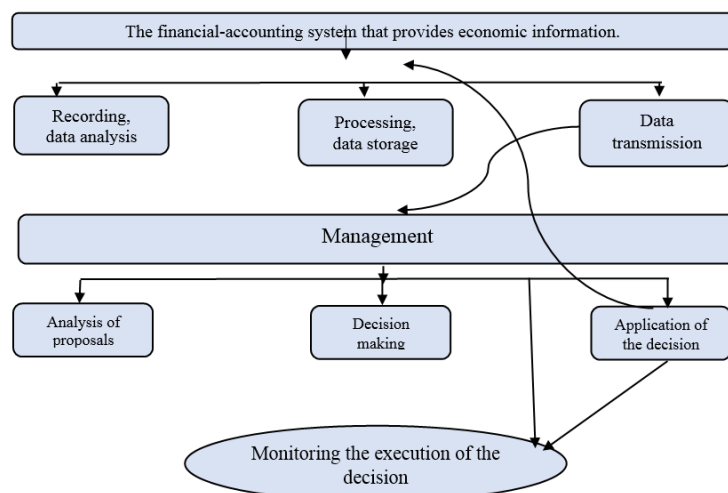 The financial-accounting system that provides economic information.
Recording,
data analysis
Processing,
data storage
Data
transmission
Management
Analysis of
proposals
Decision
making
Application of
the decision
Monitoring the execution of the
decision